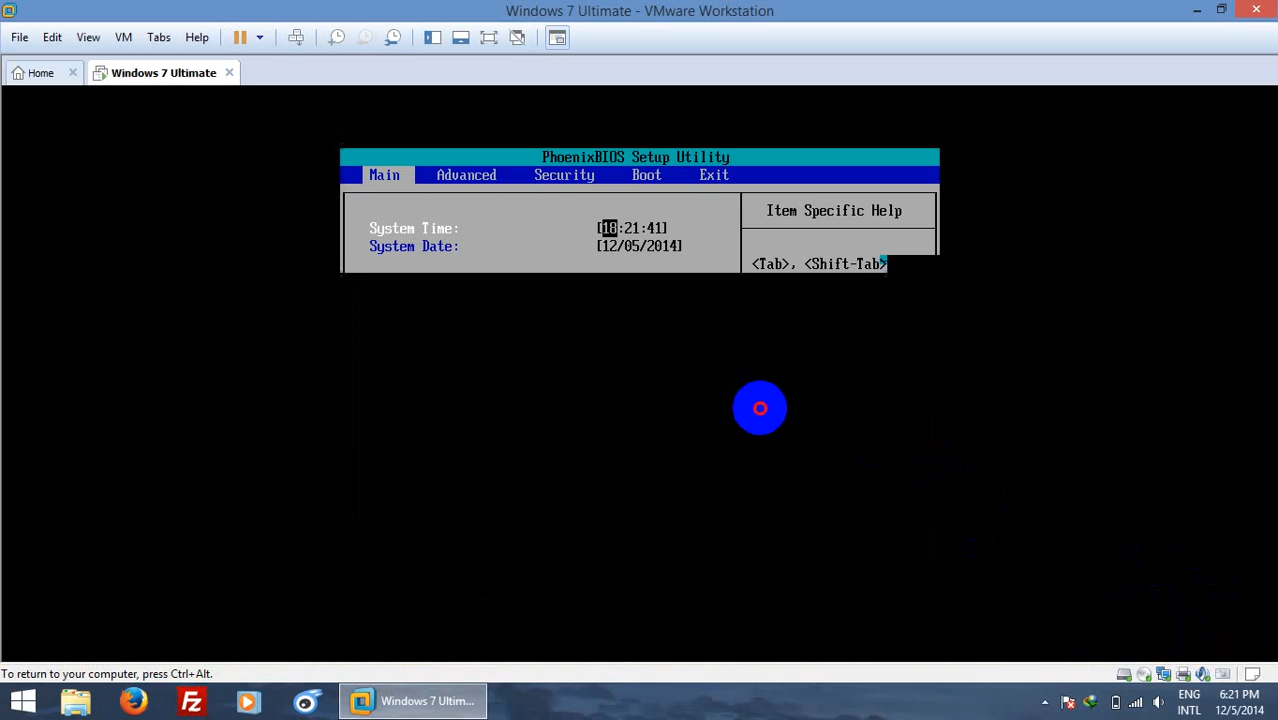 Windows 7 Ultimate - VMware Workstation
File Edit View VM Tabs Help
Home Windows 7 Ultimate
PhoenixBIOS Setup Utility
Main Advanced Security Boot Exit
Item Specific Help
System Time: [18:21:41]
System Date: [12/05/2014]
<Tab>, <Shift-Tab>
To return to your computer, press Ctrl+Alt.
Windows 7 Ultim...
ENG 6:21 PM
INTL 12/5/2014